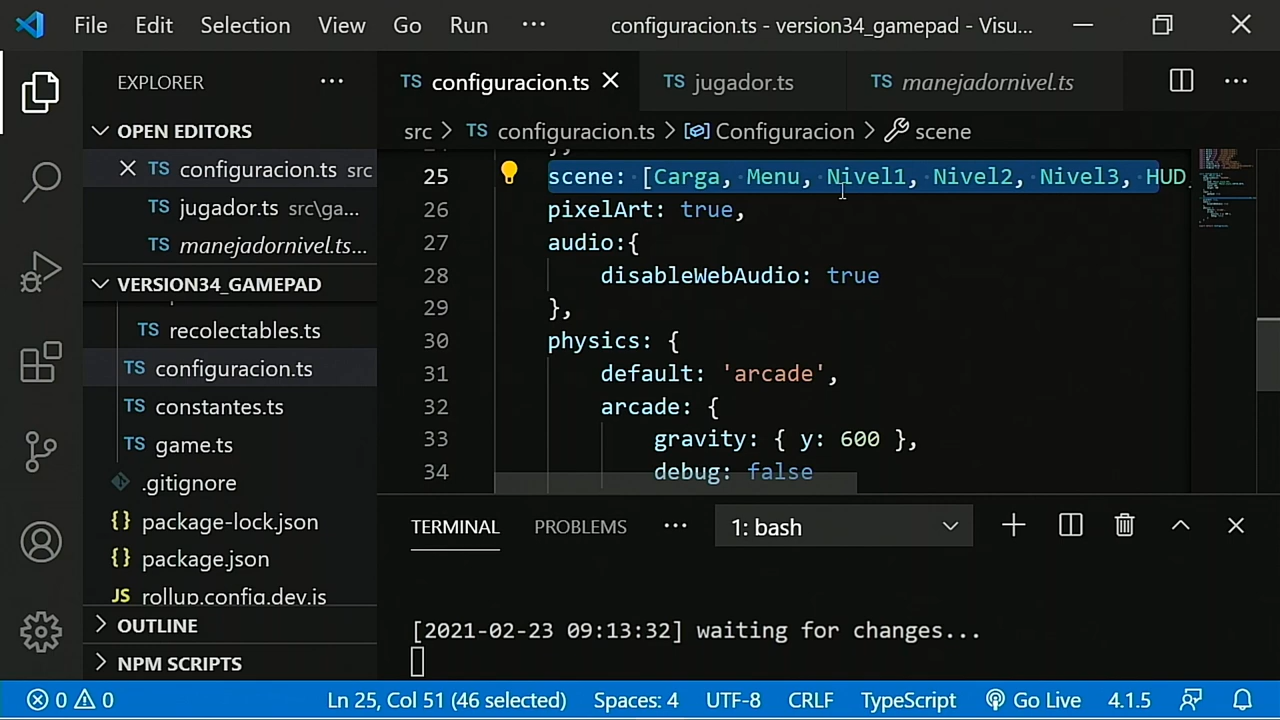 File Edit Selection View Go Run ··· configuracion.ts - version34_gamepad - Visu...
EXPLORER ···
TS configuracion.ts TS jugador.ts TS manejadornivel.ts ···
OPEN EDITORS
TS configuracion.ts src
TS jugador.ts src\ga...
TS manejadornivel.ts...
VERSION34_GAMEPAD
TS recolectables.ts
TS configuracion.ts
TS constantes.ts
TS game.ts
.gitignore
{} package-lock.json
{} package.json
JS rollup.config.dev.js
OUTLINE
NPM SCRIPTS
src > TS configuracion.ts > Configuracion > scene
25 scene: [Carga, Menu, Nivel1, Nivel2, Nivel3, HUD
26 pixelArt: true,
27 audio:{
28 disableWebAudio: true
29 },
30 physics: {
31 default: 'arcade',
32 arcade: {
33 gravity: { y: 600 },
34 debug: false
TERMINAL PROBLEMS ··· 1: bash
[2021-02-23 09:13:32] waiting for changes...
0 0 Ln 25, Col 51 (46 selected) Spaces: 4 UTF-8 CRLF TypeScript Go Live 4.1.5